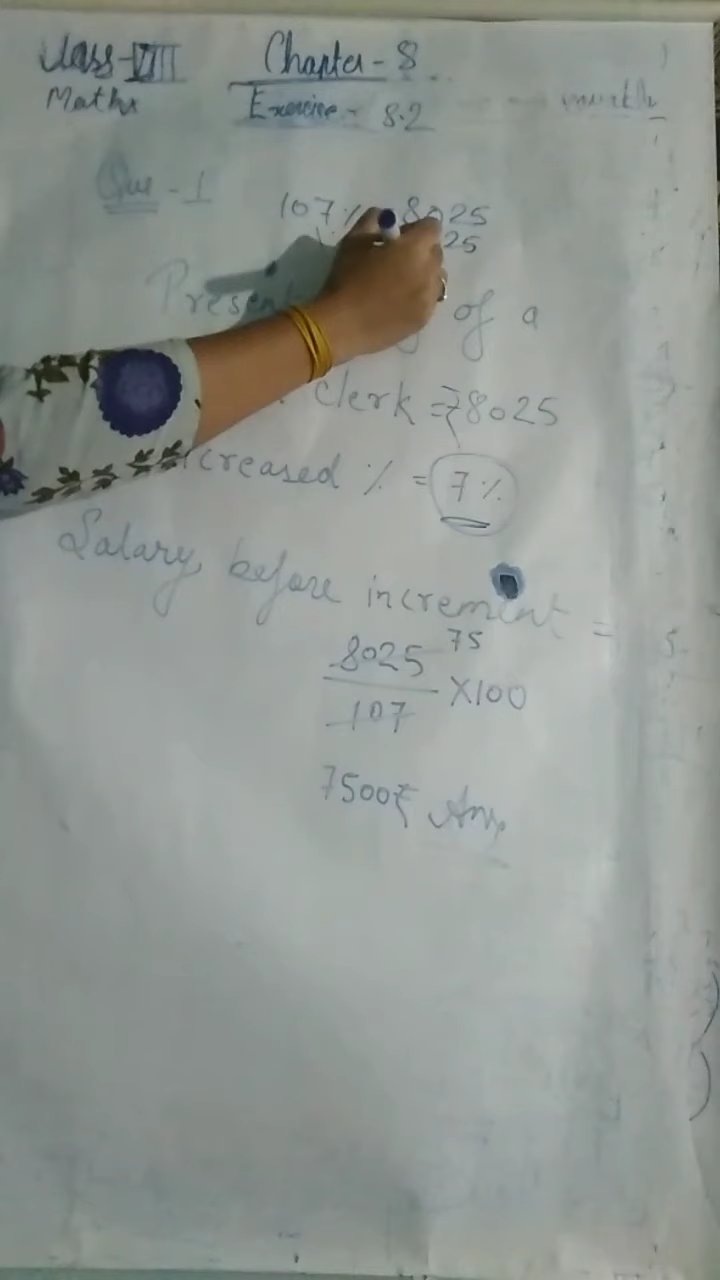 Class-VIII Chapter-8
Maths Exercise- 8.2
Que-1
107% 8025
25
Present of a
clerk =₹8025
creased % = 7%
Salary before increment =
8025 75
107 ×100
7500₹ Ans